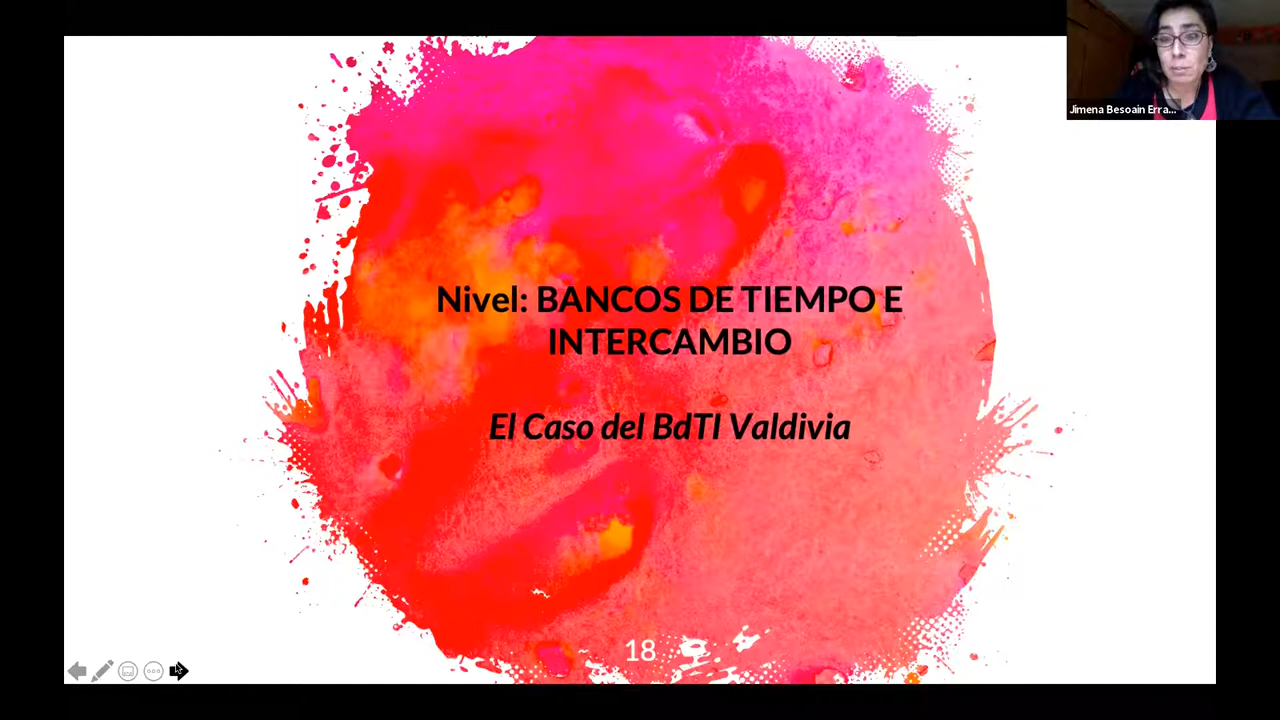 Jimena Besoain Erra...
Nivel: BANCOS DE TIEMPO E
INTERCAMBIO
El Caso del BdTI Valdivia
18